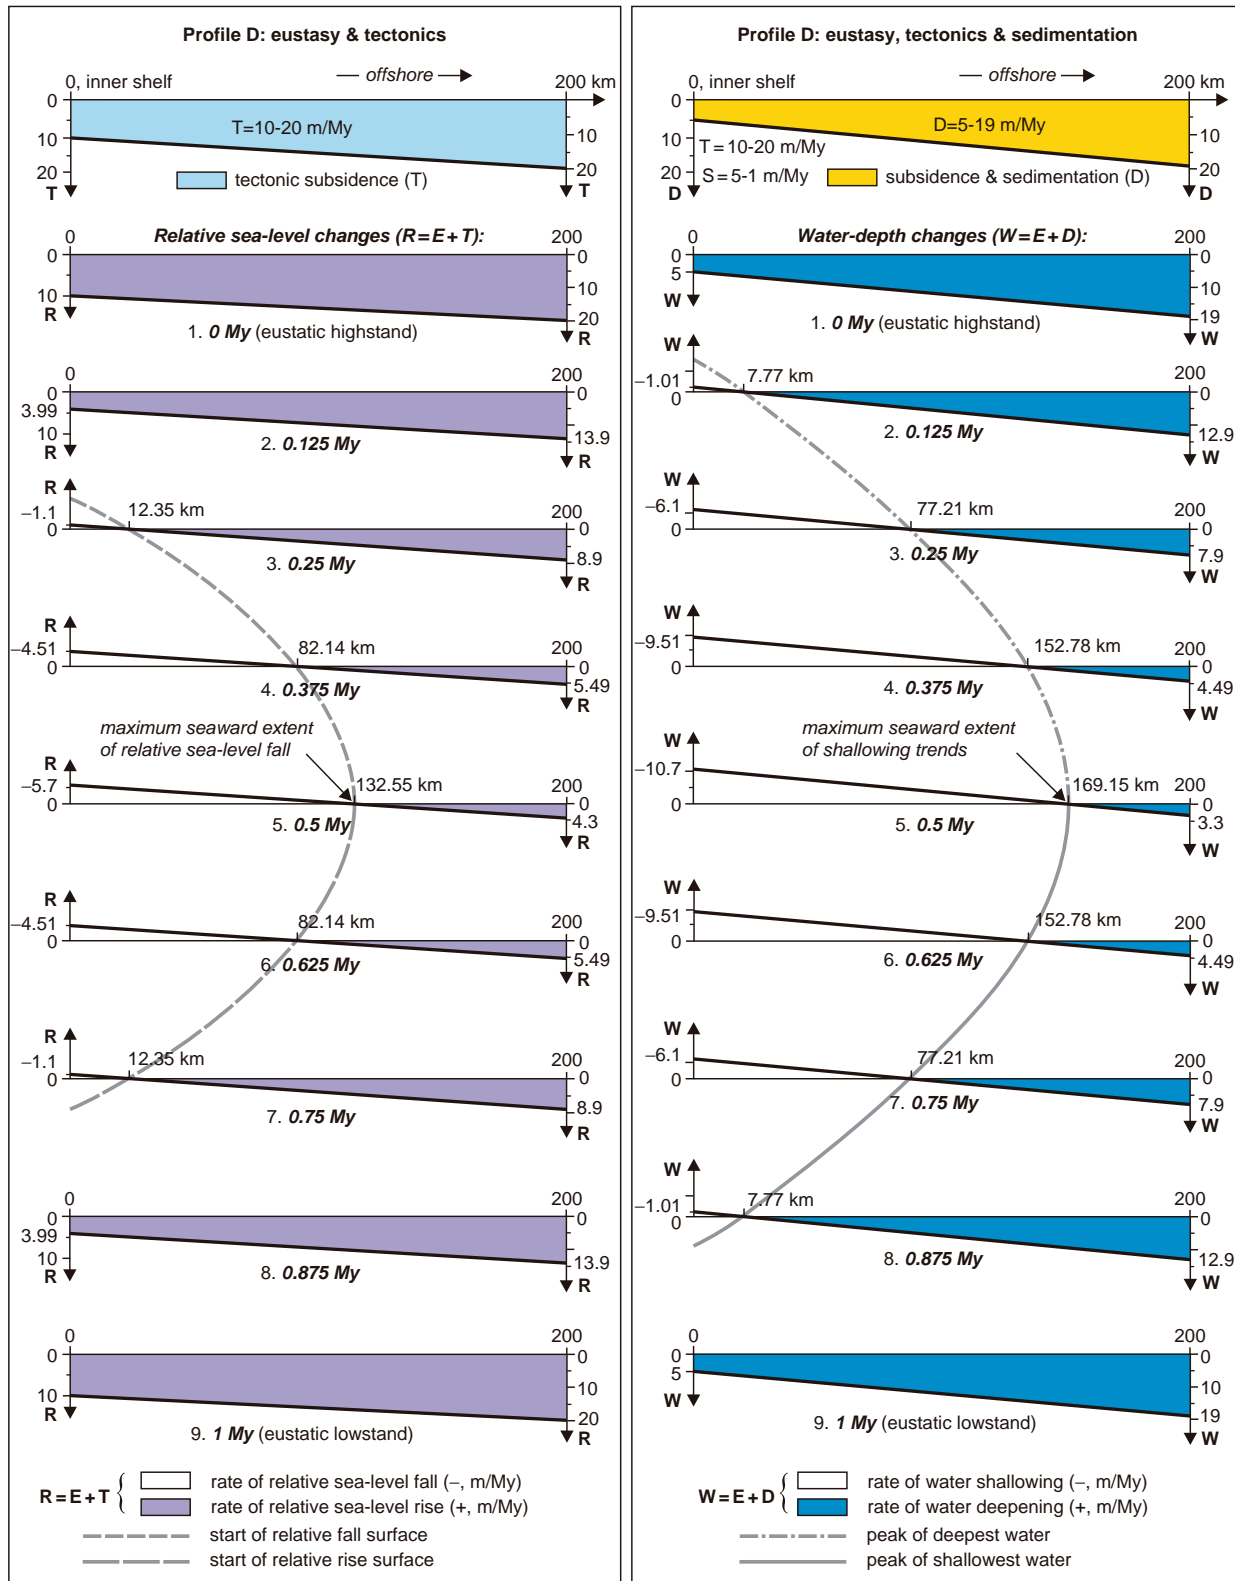 Profile D: eustasy & tectonics
0, inner shelf
offshore
200 km
0
10
20
T
T=10-20 m/My
0
10
20
T
tectonic subsidence (T)
Relative sea-level changes (R=E+T):
0
200
0
10
R
0
10
20
R
1. 0 My (eustatic highstand)
200
0
3.99
10
R
0
13.9
R
2. 0.125 My
R
–1.1
0
12.35 km
200
0
8.9
R
3. 0.25 My
R
–4.51
0
82.14 km
200
0
5.49
R
4. 0.375 My
maximum seaward extent
of relative sea-level fall
R
–5.7
0
132.55 km
200
0
4.3
R
5. 0.5 My
R
–4.51
0
82.14 km
200
0
5.49
R
6. 0.625 My
R
–1.1
0
12.35 km
200
0
8.9
R
7. 0.75 My
0
200
0
3.99
10
R
0
13.9
R
8. 0.875 My
0
200
0
10
R
0
10
20
R
9. 1 My (eustatic lowstand)
R=E+T
rate of relative sea-level fall (–, m/My)
rate of relative sea-level rise (+, m/My)
start of relative fall surface
start of relative rise surface
Profile D: eustasy, tectonics & sedimentation
0, inner shelf
offshore
200 km
0
10
20
D
D=5-19 m/My
T=10-20 m/My
S=5-1 m/My
0
10
20
D
subsidence & sedimentation (D)
Water-depth changes (W=E+D):
0
200
0
5
W
0
10
19
W
1. 0 My (eustatic highstand)
W
–1.01
0
7.77 km
200
0
12.9
W
2. 0.125 My
W
–6.1
0
77.21 km
200
0
7.9
W
3. 0.25 My
W
–9.51
0
152.78 km
200
0
4.49
W
4. 0.375 My
maximum seaward extent
of shallowing trends
W
–10.7
0
169.15 km
200
0
3.3
W
5. 0.5 My
W
–9.51
0
152.78 km
200
0
4.49
W
6. 0.625 My
W
–6.1
0
77.21 km
200
0
7.9
W
7. 0.75 My
W
–1.01
0
7.77 km
200
0
12.9
W
8. 0.875 My
0
200
0
5
W
0
10
19
W
9. 1 My (eustatic lowstand)
W=E+D
rate of water shallowing (–, m/My)
rate of water deepening (+, m/My)
peak of deepest water
peak of shallowest water